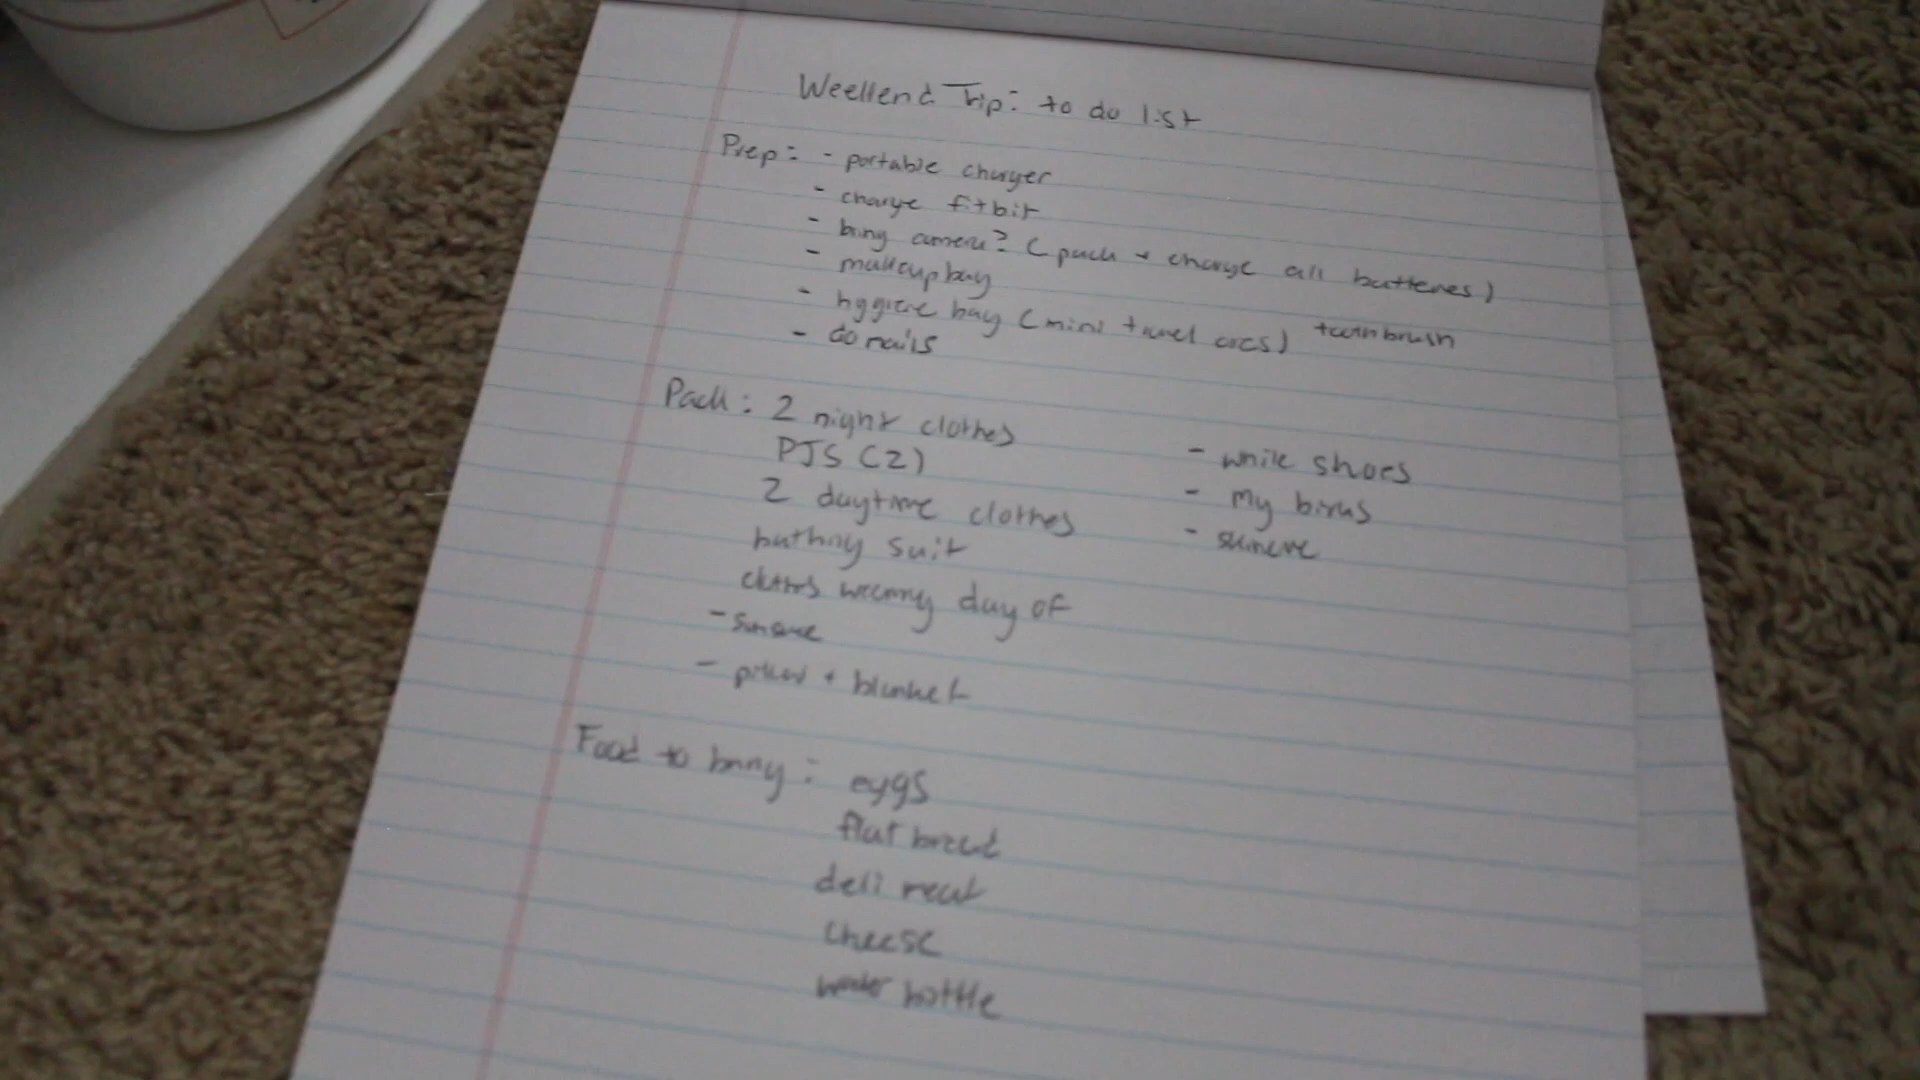 Weekend Trip: to do list
Prep: - portable charger
- charge fitbit
- bring camera? (pack + charge all batteries)
- makeup bag
- hygiene bag (mini travel ones) toothbrush
- do nails
Pack: 2 night clothes
PJS (2)
2 daytime clothes
bathing suit
clothes wearing day of
- pillow + blanket
- white shoes
- my birks
- skincare
Food to bring: eggs
flat bread
deli meat
cheese
water bottle